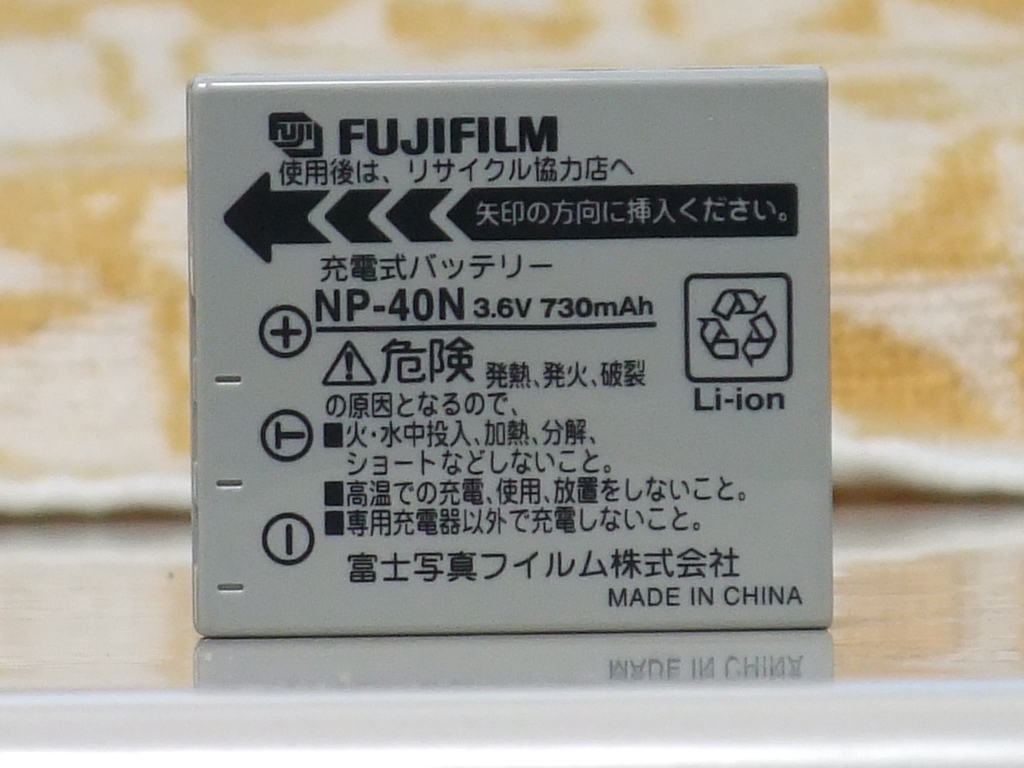 FUJI FUJIFILM
使用後は、リサイクル協力店へ
矢印の方向に挿入ください。
充電式バッテリー
NP-40N 3.6V 730mAh
危険 発熱、発火、破裂
の原因となるので、
■火・水中投入、加熱、分解、
ショートなどしないこと。
■高温での充電、使用、放置をしないこと。
■専用充電器以外で充電しないこと。
Li-ion
富士写真フイルム株式会社
MADE IN CHINA